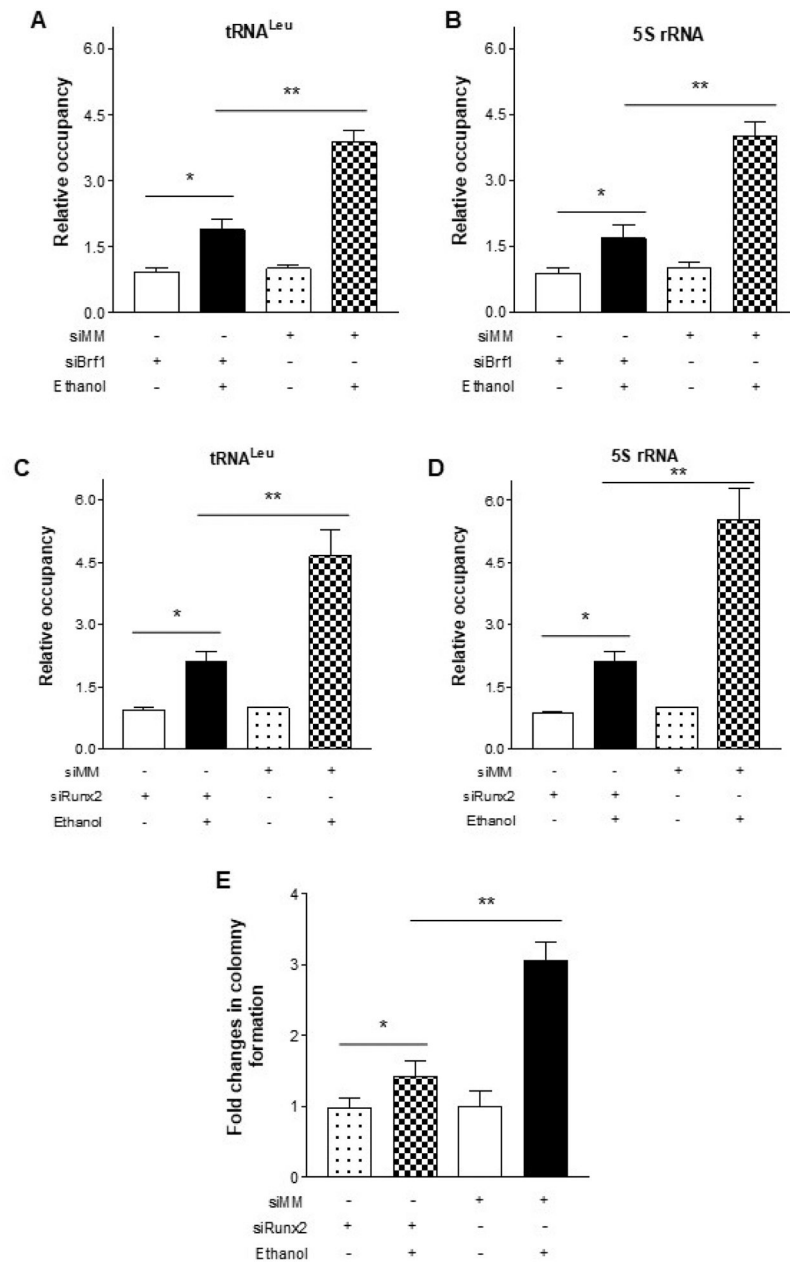 A
tRNALeu
Relative occupancy
6.0
4.5
3.0
1.5
0.0
*
**
siMM - - + +
siBrf1 + + - -
Ethanol - + - +
B
5S rRNA
Relative occupancy
6.0
4.5
3.0
1.5
0.0
*
**
siMM - - + +
siBrf1 + + - -
Ethanol - + - +
C
tRNALeu
Relative occupancy
6.0
4.5
3.0
1.5
0.0
*
**
siMM - - + +
siRunx2 + + - -
Ethanol - + - +
D
5S rRNA
Relative occupancy
6.0
4.5
3.0
1.5
0.0
*
**
siMM - - + +
siRunx2 + + - -
Ethanol - + - +
E
Fold changes in colomny
formation
4
3
2
1
0
*
**
siMM - - + +
siRunx2 + + - -
Ethanol - + - +